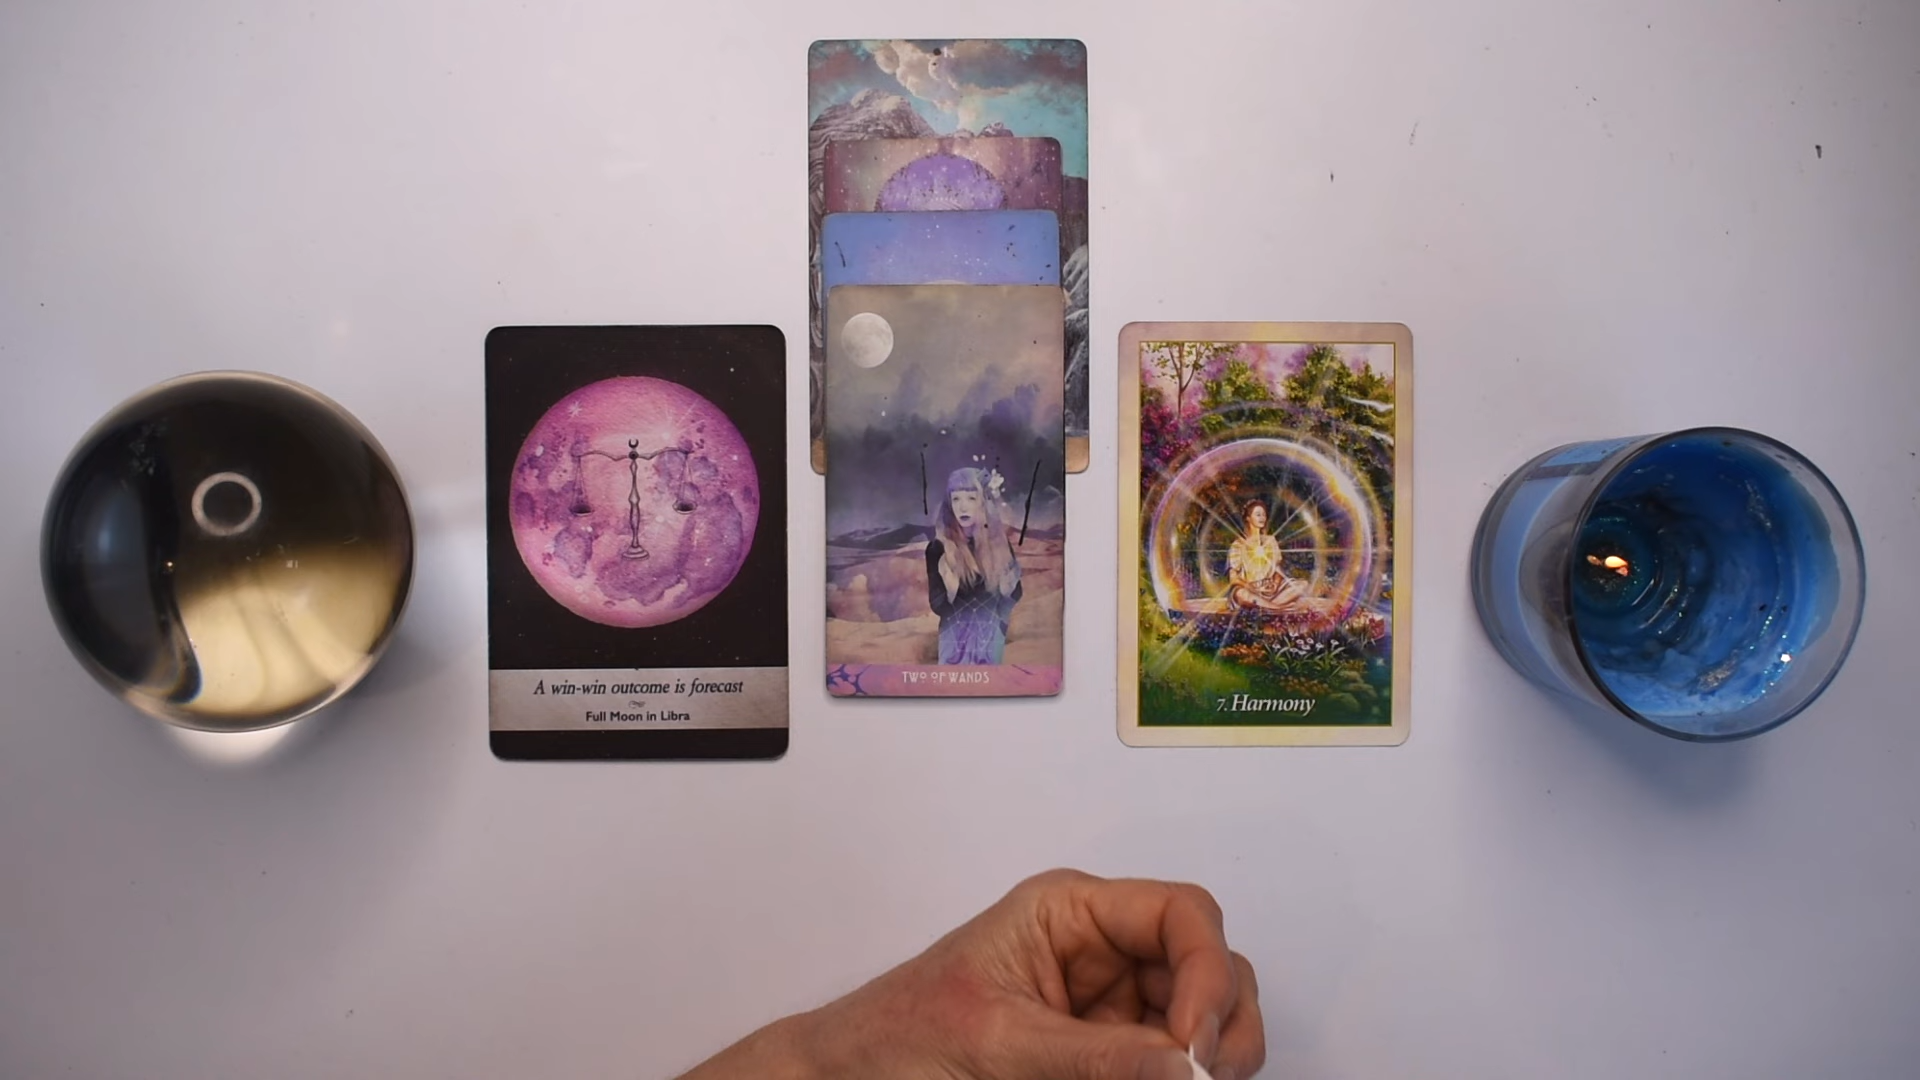 A win-win outcome is forecast
Full Moon in Libra
TWO OF WANDS
7. Harmony